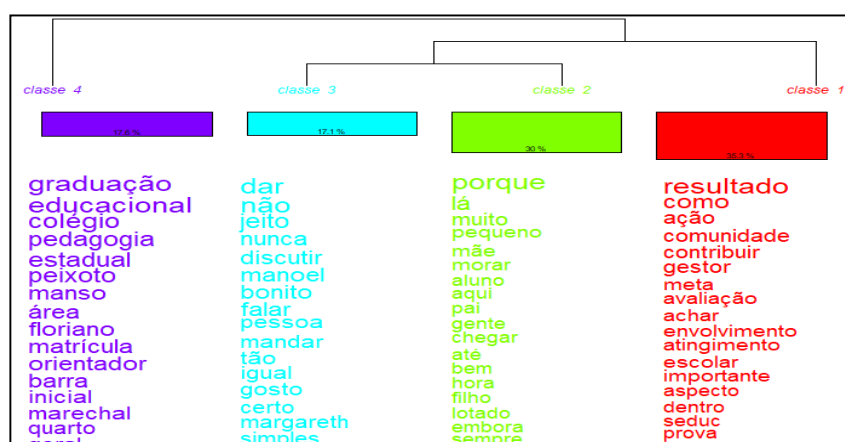 classe 4
classe 3
classe 2
classe 1
17.6 %
17.1 %
30 %
35.3 %
graduação
educacional
colégio
pedagogia
estadual
peixoto
manso
área
floriano
matrícula
orientador
barra
inicial
marechal
quarto
geral
dar
não
jeito
nunca
discutir
manoel
bonito
falar
pessoa
mandar
tão
igual
gosto
certo
margareth
simples
porque
lá
muito
pequeno
mãe
morar
aluno
aqui
pai
gente
chegar
até
bem
hora
filho
lotado
embora
sempre
resultado
como
ação
comunidade
contribuir
gestor
meta
avaliação
achar
envolvimento
atingimento
escolar
importante
aspecto
dentro
seduc
prova